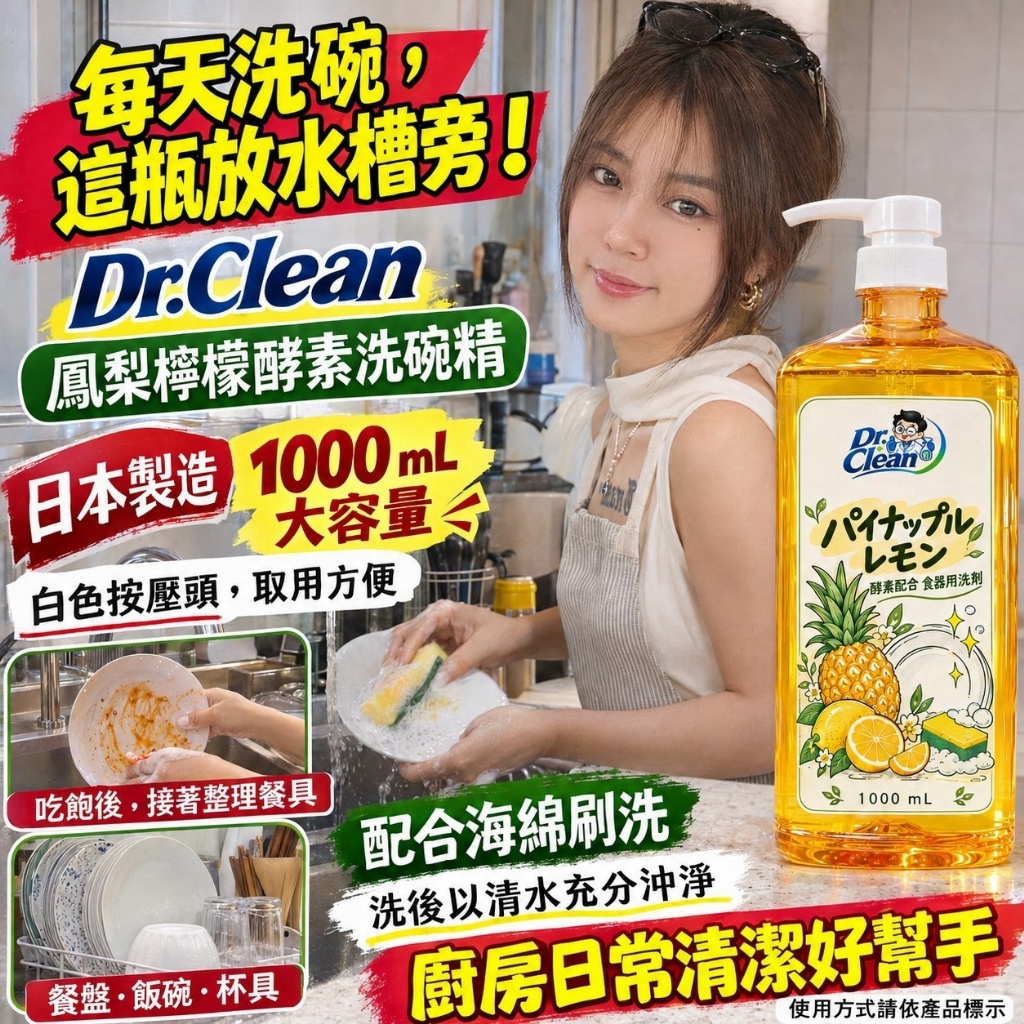 每天洗碗，
這瓶放水槽旁！
Dr.Clean
鳳梨檸檬酵素洗碗精
日本製造
1000 mL
大容量
白色按壓頭，取用方便
吃飽後，接著整理餐具
餐盤·飯碗·杯具
配合海綿刷洗
洗後以清水充分沖淨
廚房日常清潔好幫手
使用方式請依產品標示
Dr.
Clean
パイナップル
レモン
酵素配合 食器用洗剤
1000 mL